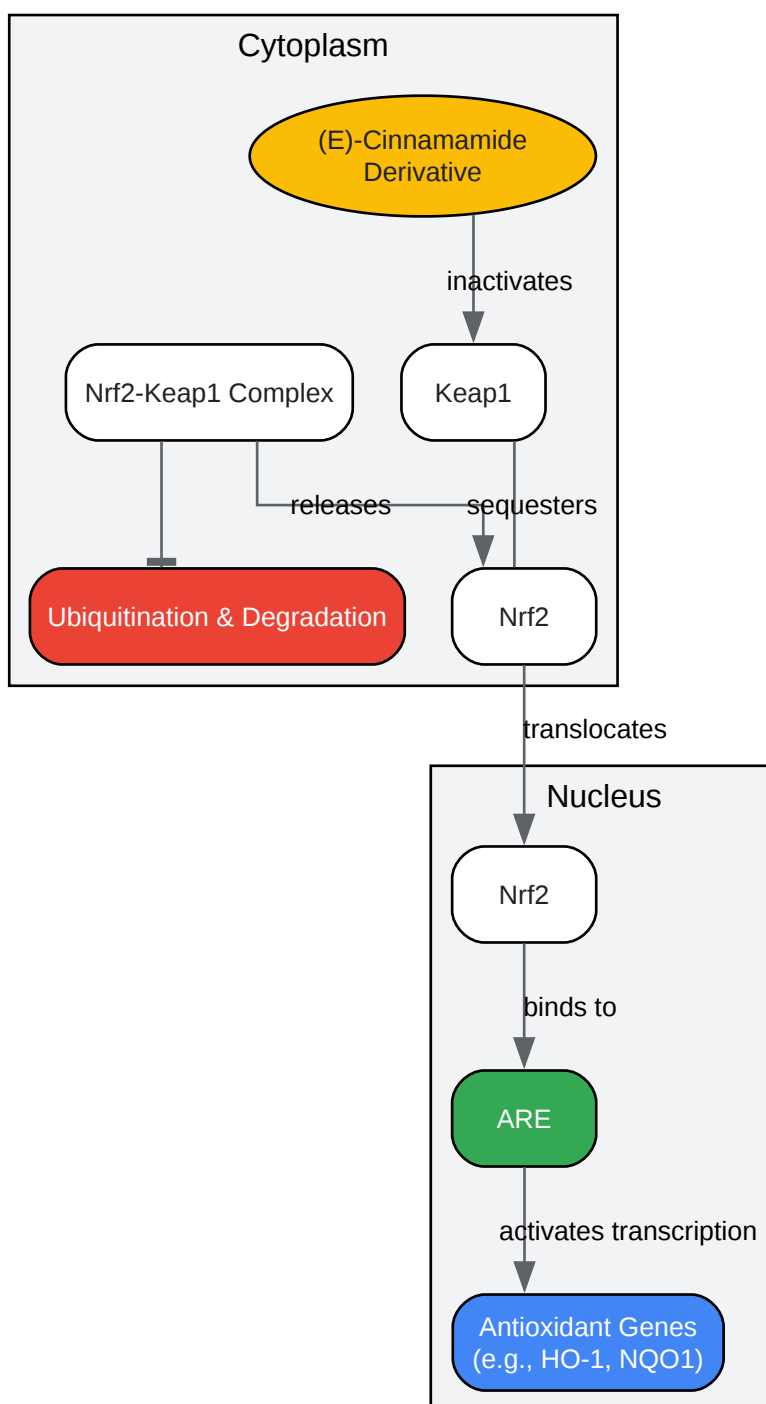 Cytoplasm
(E)-Cinnamamide
Derivative
inactivates
Nrf2-Keap1 Complex
Keap1
releases
sequesters
Ubiquitination & Degradation
Nrf2
translocates
Nucleus
Nrf2
binds to
ARE
activates transcription
Antioxidant Genes
(e.g., HO-1, NQO1)